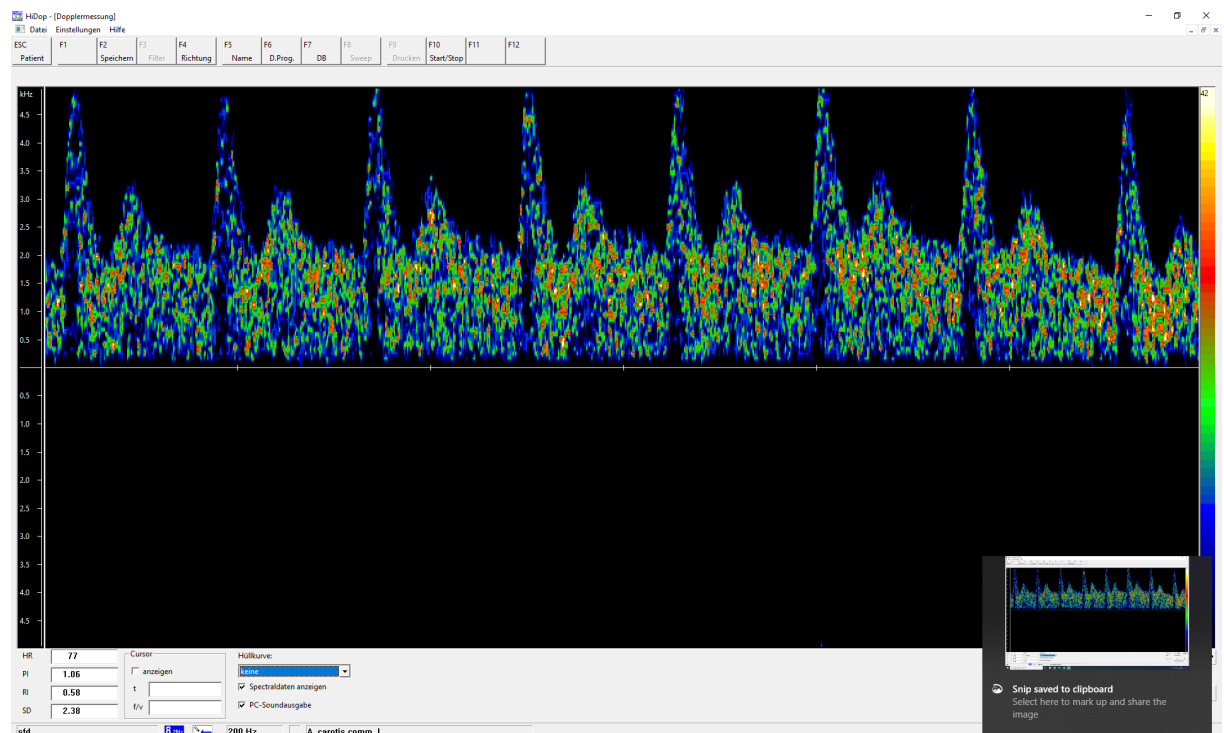 HiDop - [Dopplermessung]
Datei Einstellungen Hilfe
ESC F1 F2 F3 F4 F5 F6 F7 F8 F9 F10 F11 F12
Patient Speichern Filter Richtung Name D.Prog. DB Sweep Drucken Start/Stop
kHz 42
4.5
4.0
3.5
3.0
2.5
2.0
1.5
1.0
0.5
0.5
1.0
1.5
2.0
2.5
3.0
3.5
4.0
4.5
HR 77 Cursor Hüllkurve:
anzeigen keine
PI 1.06
t Spectraldaten anzeigen
RI 0.58
f/v PC-Soundausgabe
SD 2.38
Snip saved to clipboard
Select here to mark up and share the
image
sfd 8 MHz 200 Hz A. carotis comm. l.